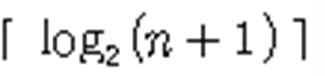 ⌈ log₂(n + 1) ⌉